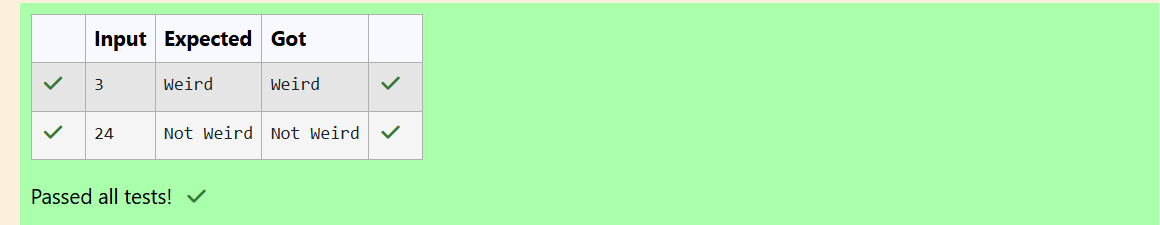 Input Expected Got
3 Weird Weird
24 Not Weird Not Weird
Passed all tests!